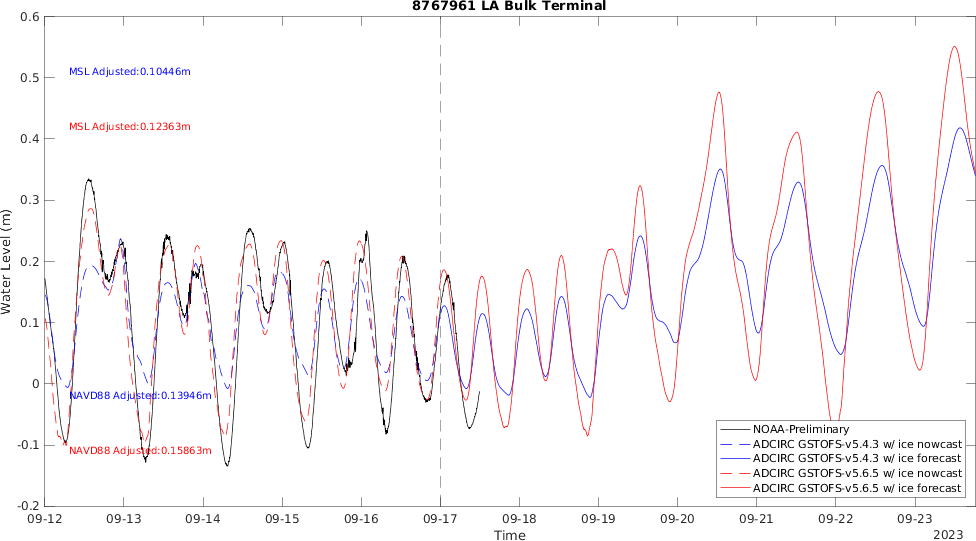 8767961 LA Bulk Terminal
0.6
0.5
0.4
0.3
0.2
0.1
0
-0.1
-0.2
Water Level (m)
MSL Adjusted:0.10446m
MSL Adjusted:0.12363m
NAVD88 Adjusted:0.13946m
NAVD88 Adjusted:0.15863m
NOAA-Preliminary
ADCIRC GSTOFS-v5.4.3 w/ ice nowcast
ADCIRC GSTOFS-v5.4.3 w/ ice forecast
ADCIRC GSTOFS-v5.6.5 w/ ice nowcast
ADCIRC GSTOFS-v5.6.5 w/ ice forecast
09-12 09-13 09-14 09-15 09-16 09-17 09-18 09-19 09-20 09-21 09-22 09-23
Time
2023